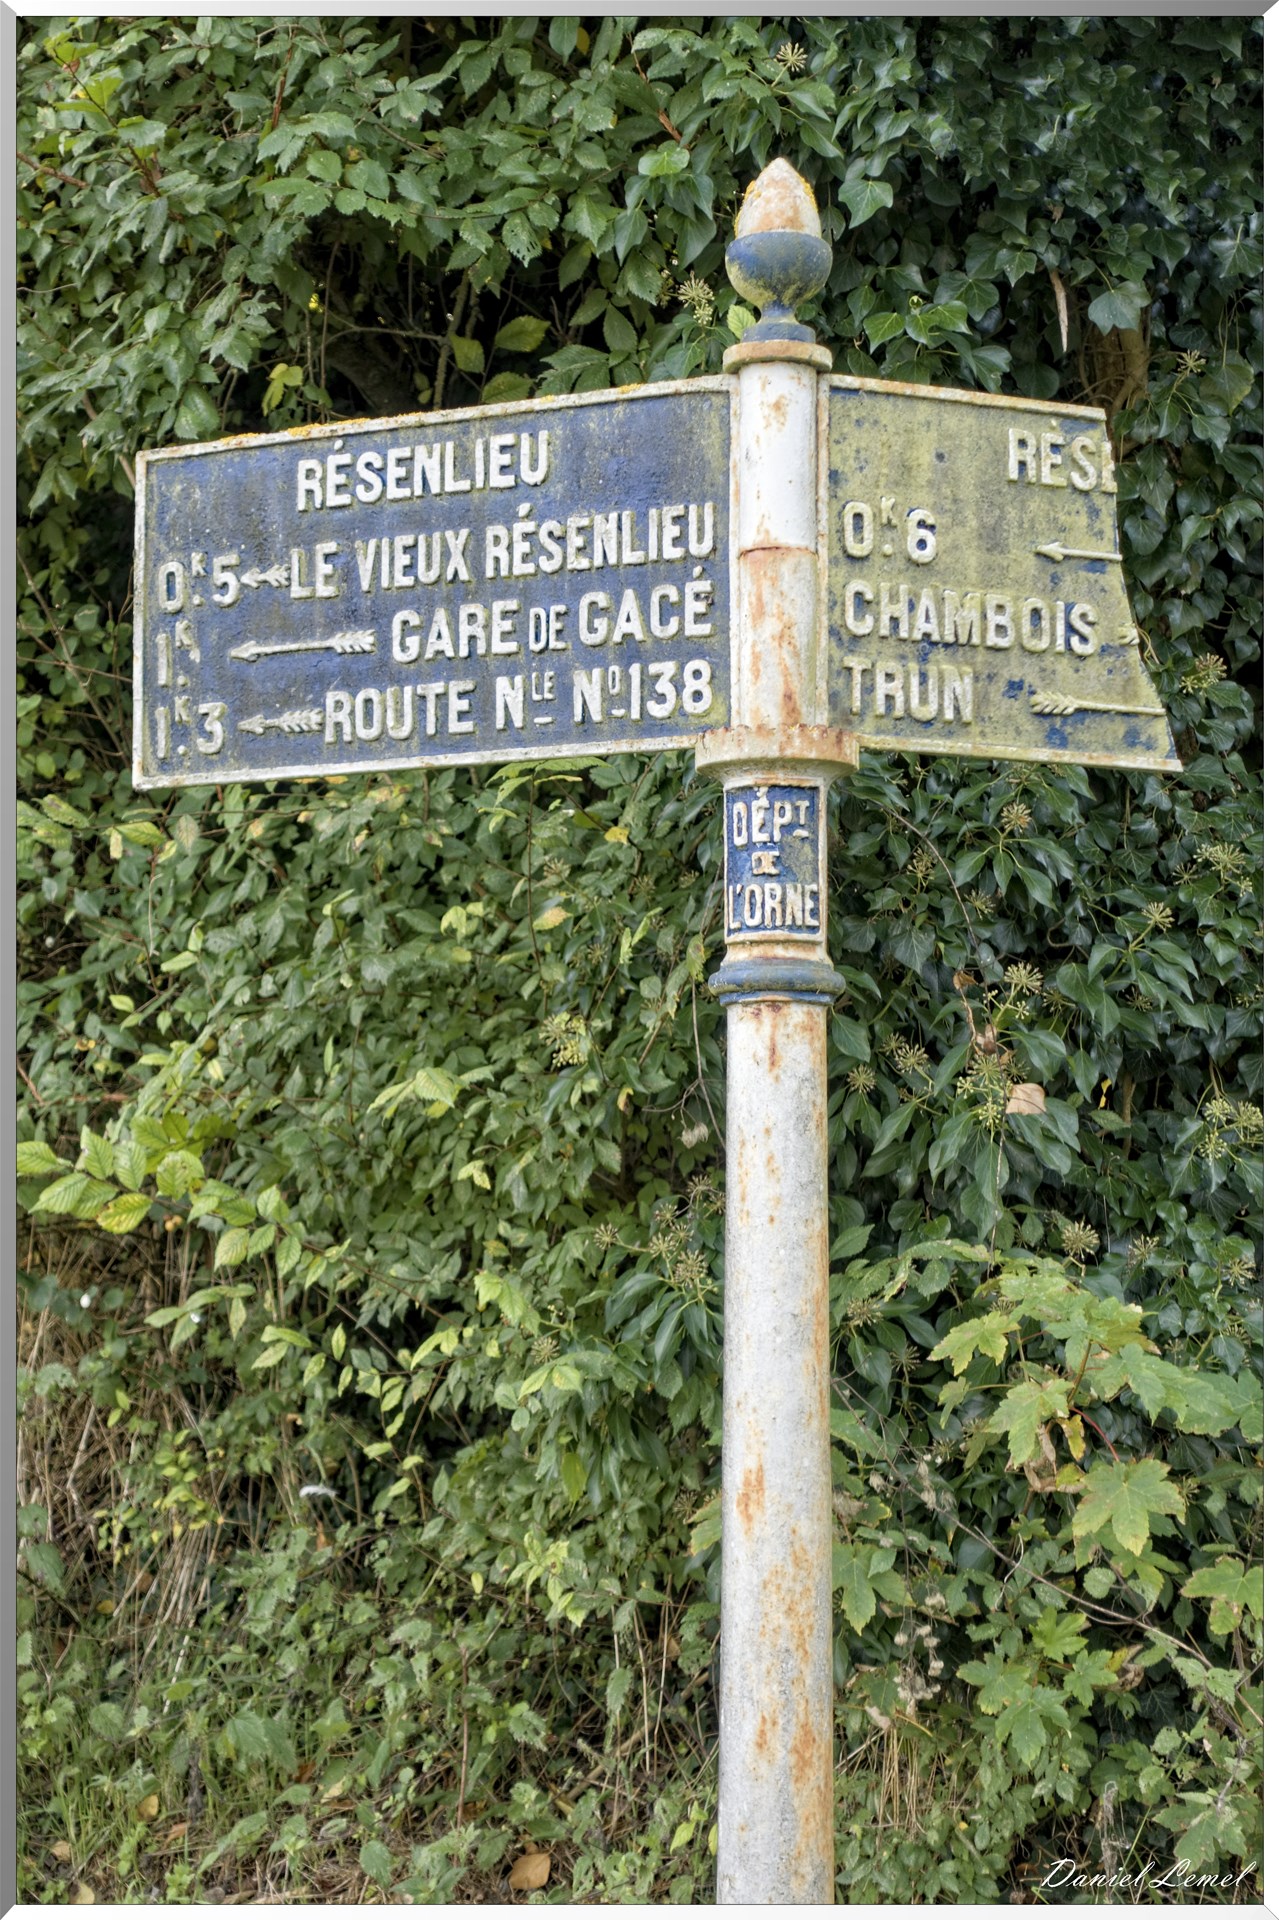 RÉSENLIEU
0K.5 LE VIEUX RÉSENLIEU
1K. GARE DE GACÉ
1K.3 ROUTE NLE NO 138
0K.6
CHAMBOIS
TRUN
DÉPT
DE
L'ORNE
Daniel Lemel